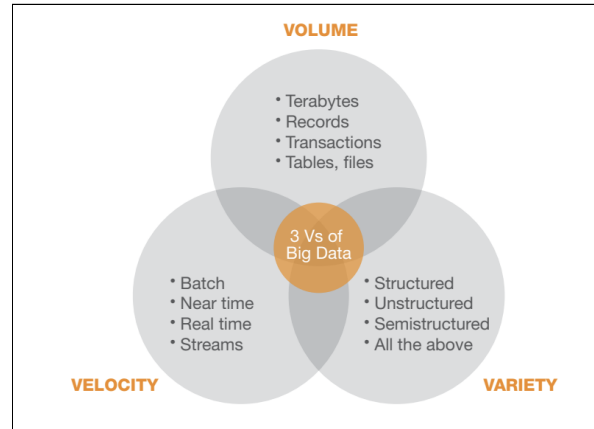 VOLUME
• Terabytes
• Records
• Transactions
• Tables, files
3 Vs of
Big Data
• Batch
• Near time
• Real time
• Streams
• Structured
• Unstructured
• Semistructured
• All the above
VELOCITY
VARIETY